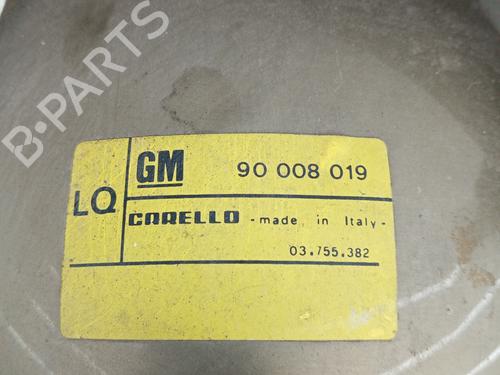 B-PARTS
GM 90 008 019
LQ
CARELLO - made in Italy -
03.755.382